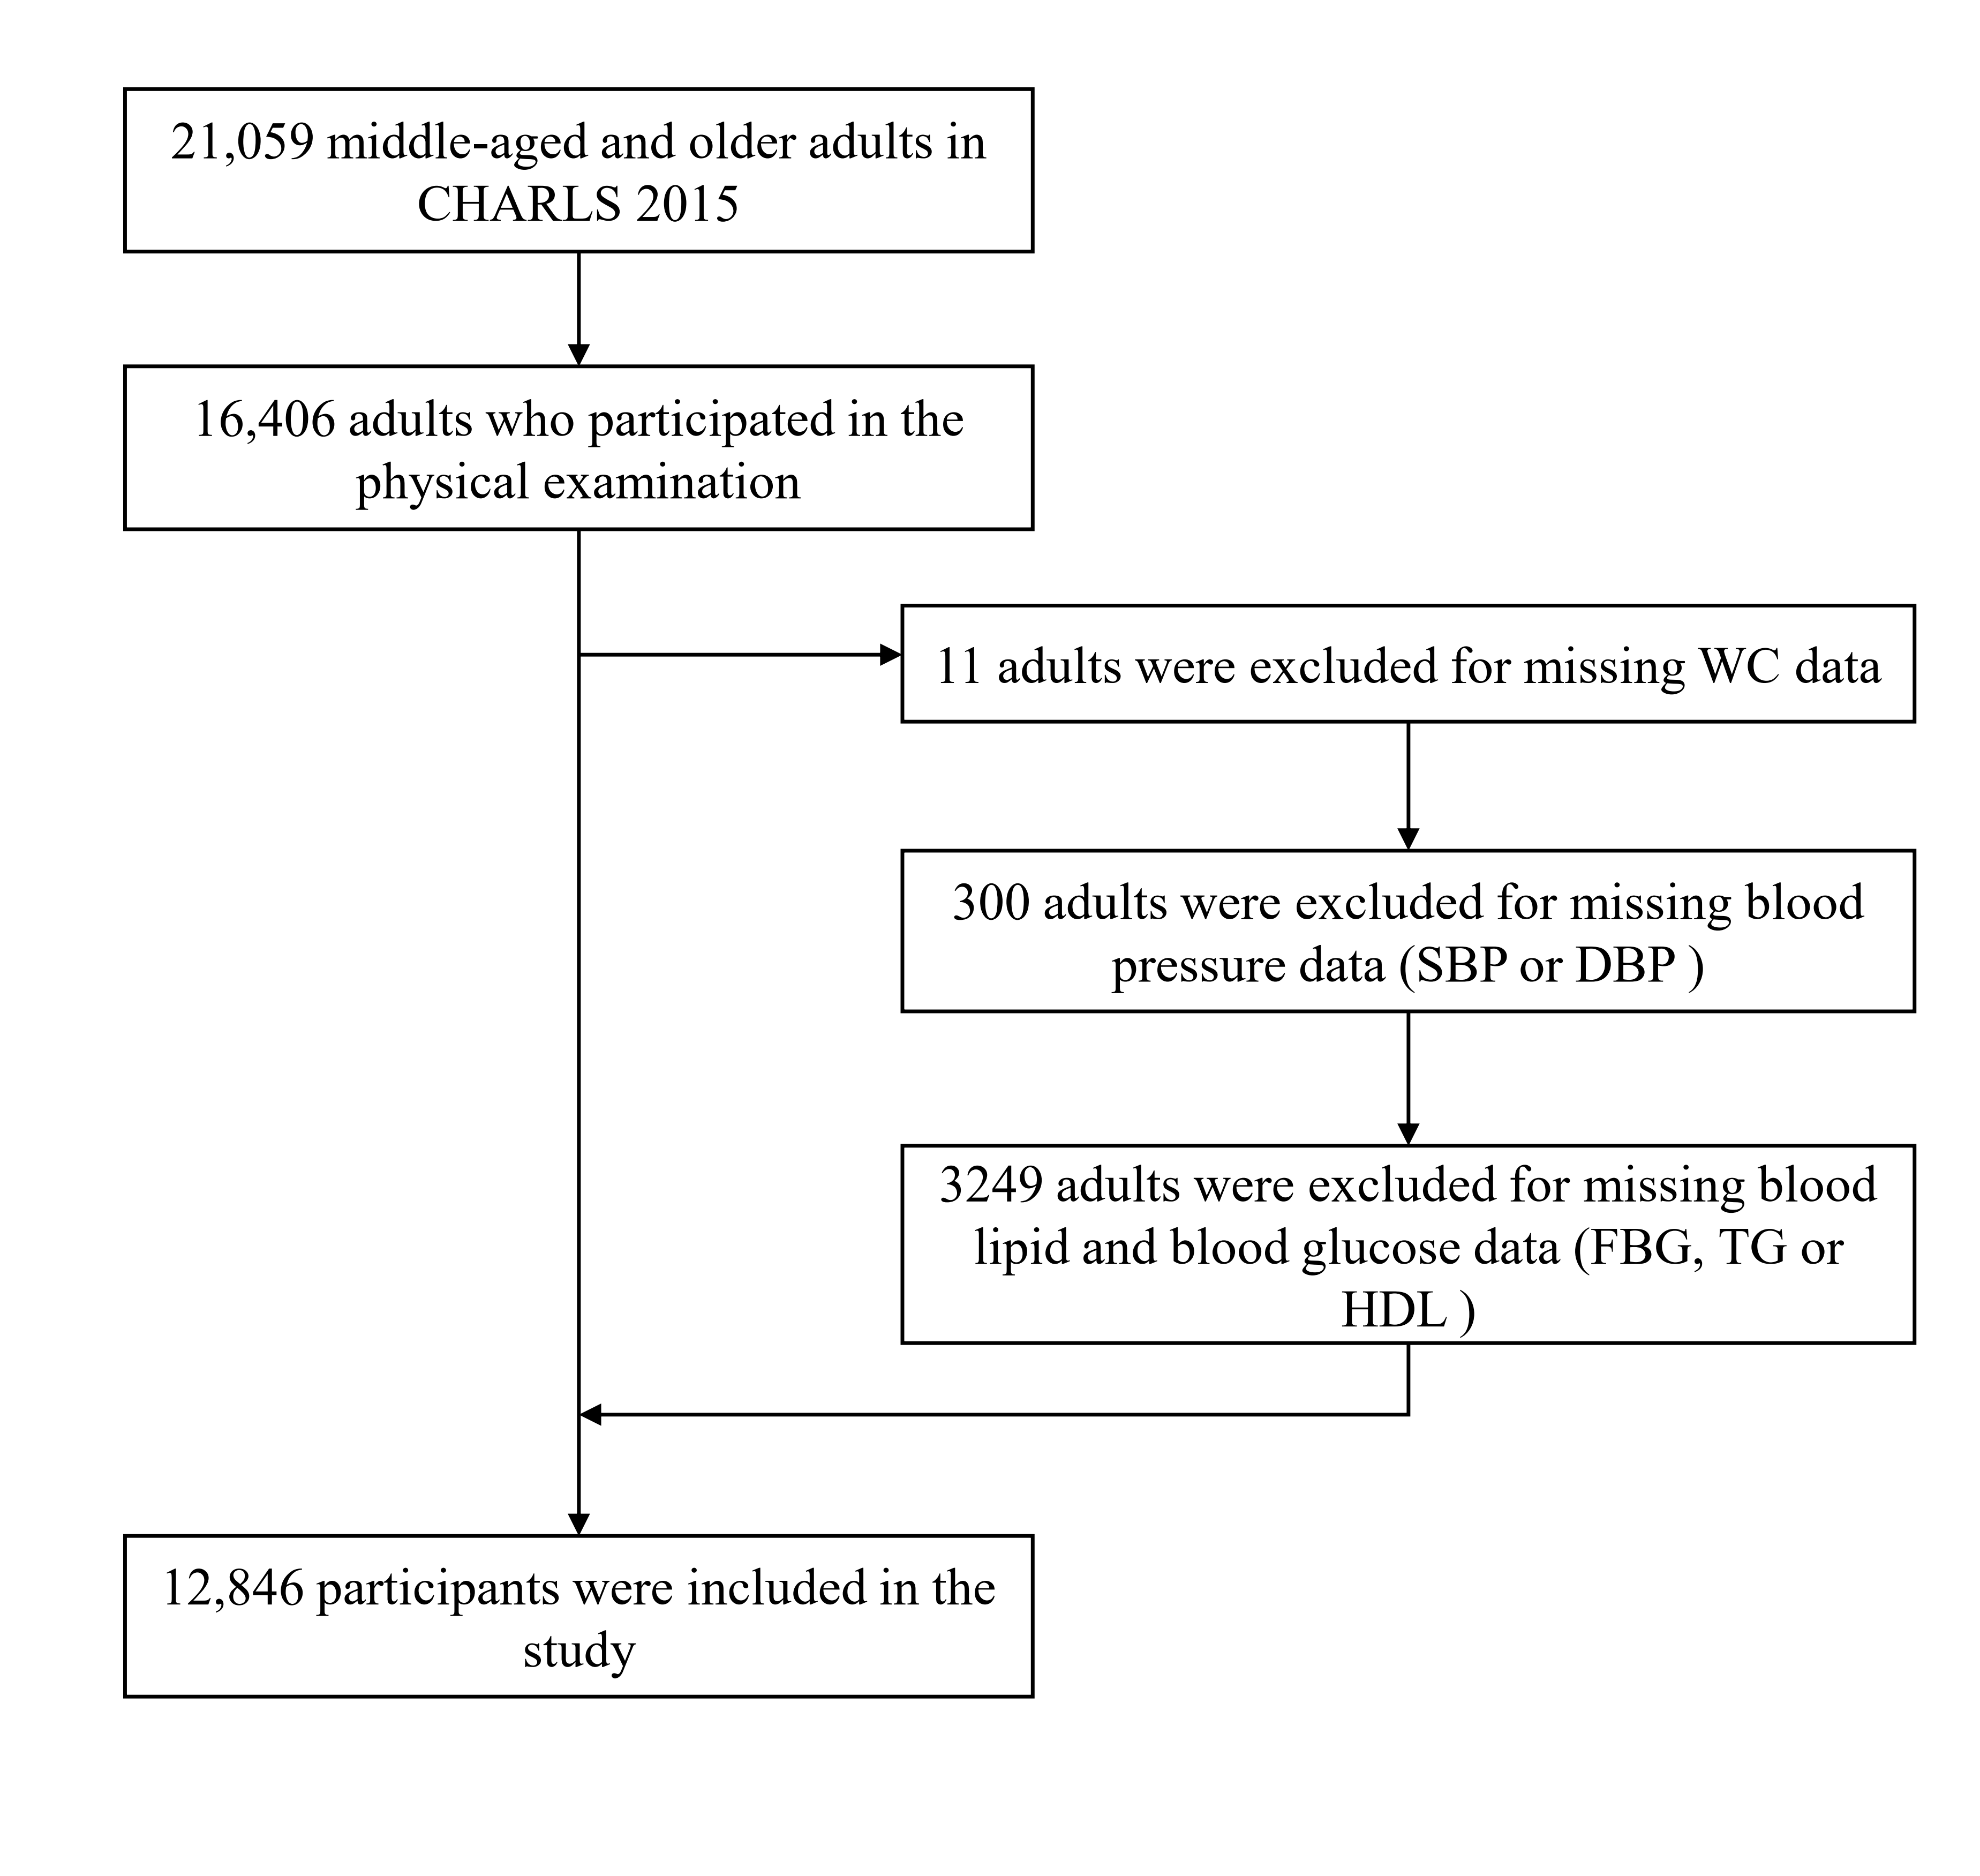 21,059 middle-aged and older adults in
CHARLS 2015
16,406 adults who participated in the
physical examination
11 adults were excluded for missing WC data
300 adults were excluded for missing blood
pressure data (SBP or DBP )
3249 adults were excluded for missing blood
lipid and blood glucose data (FBG, TG or
HDL )
12,846 participants were included in the
study